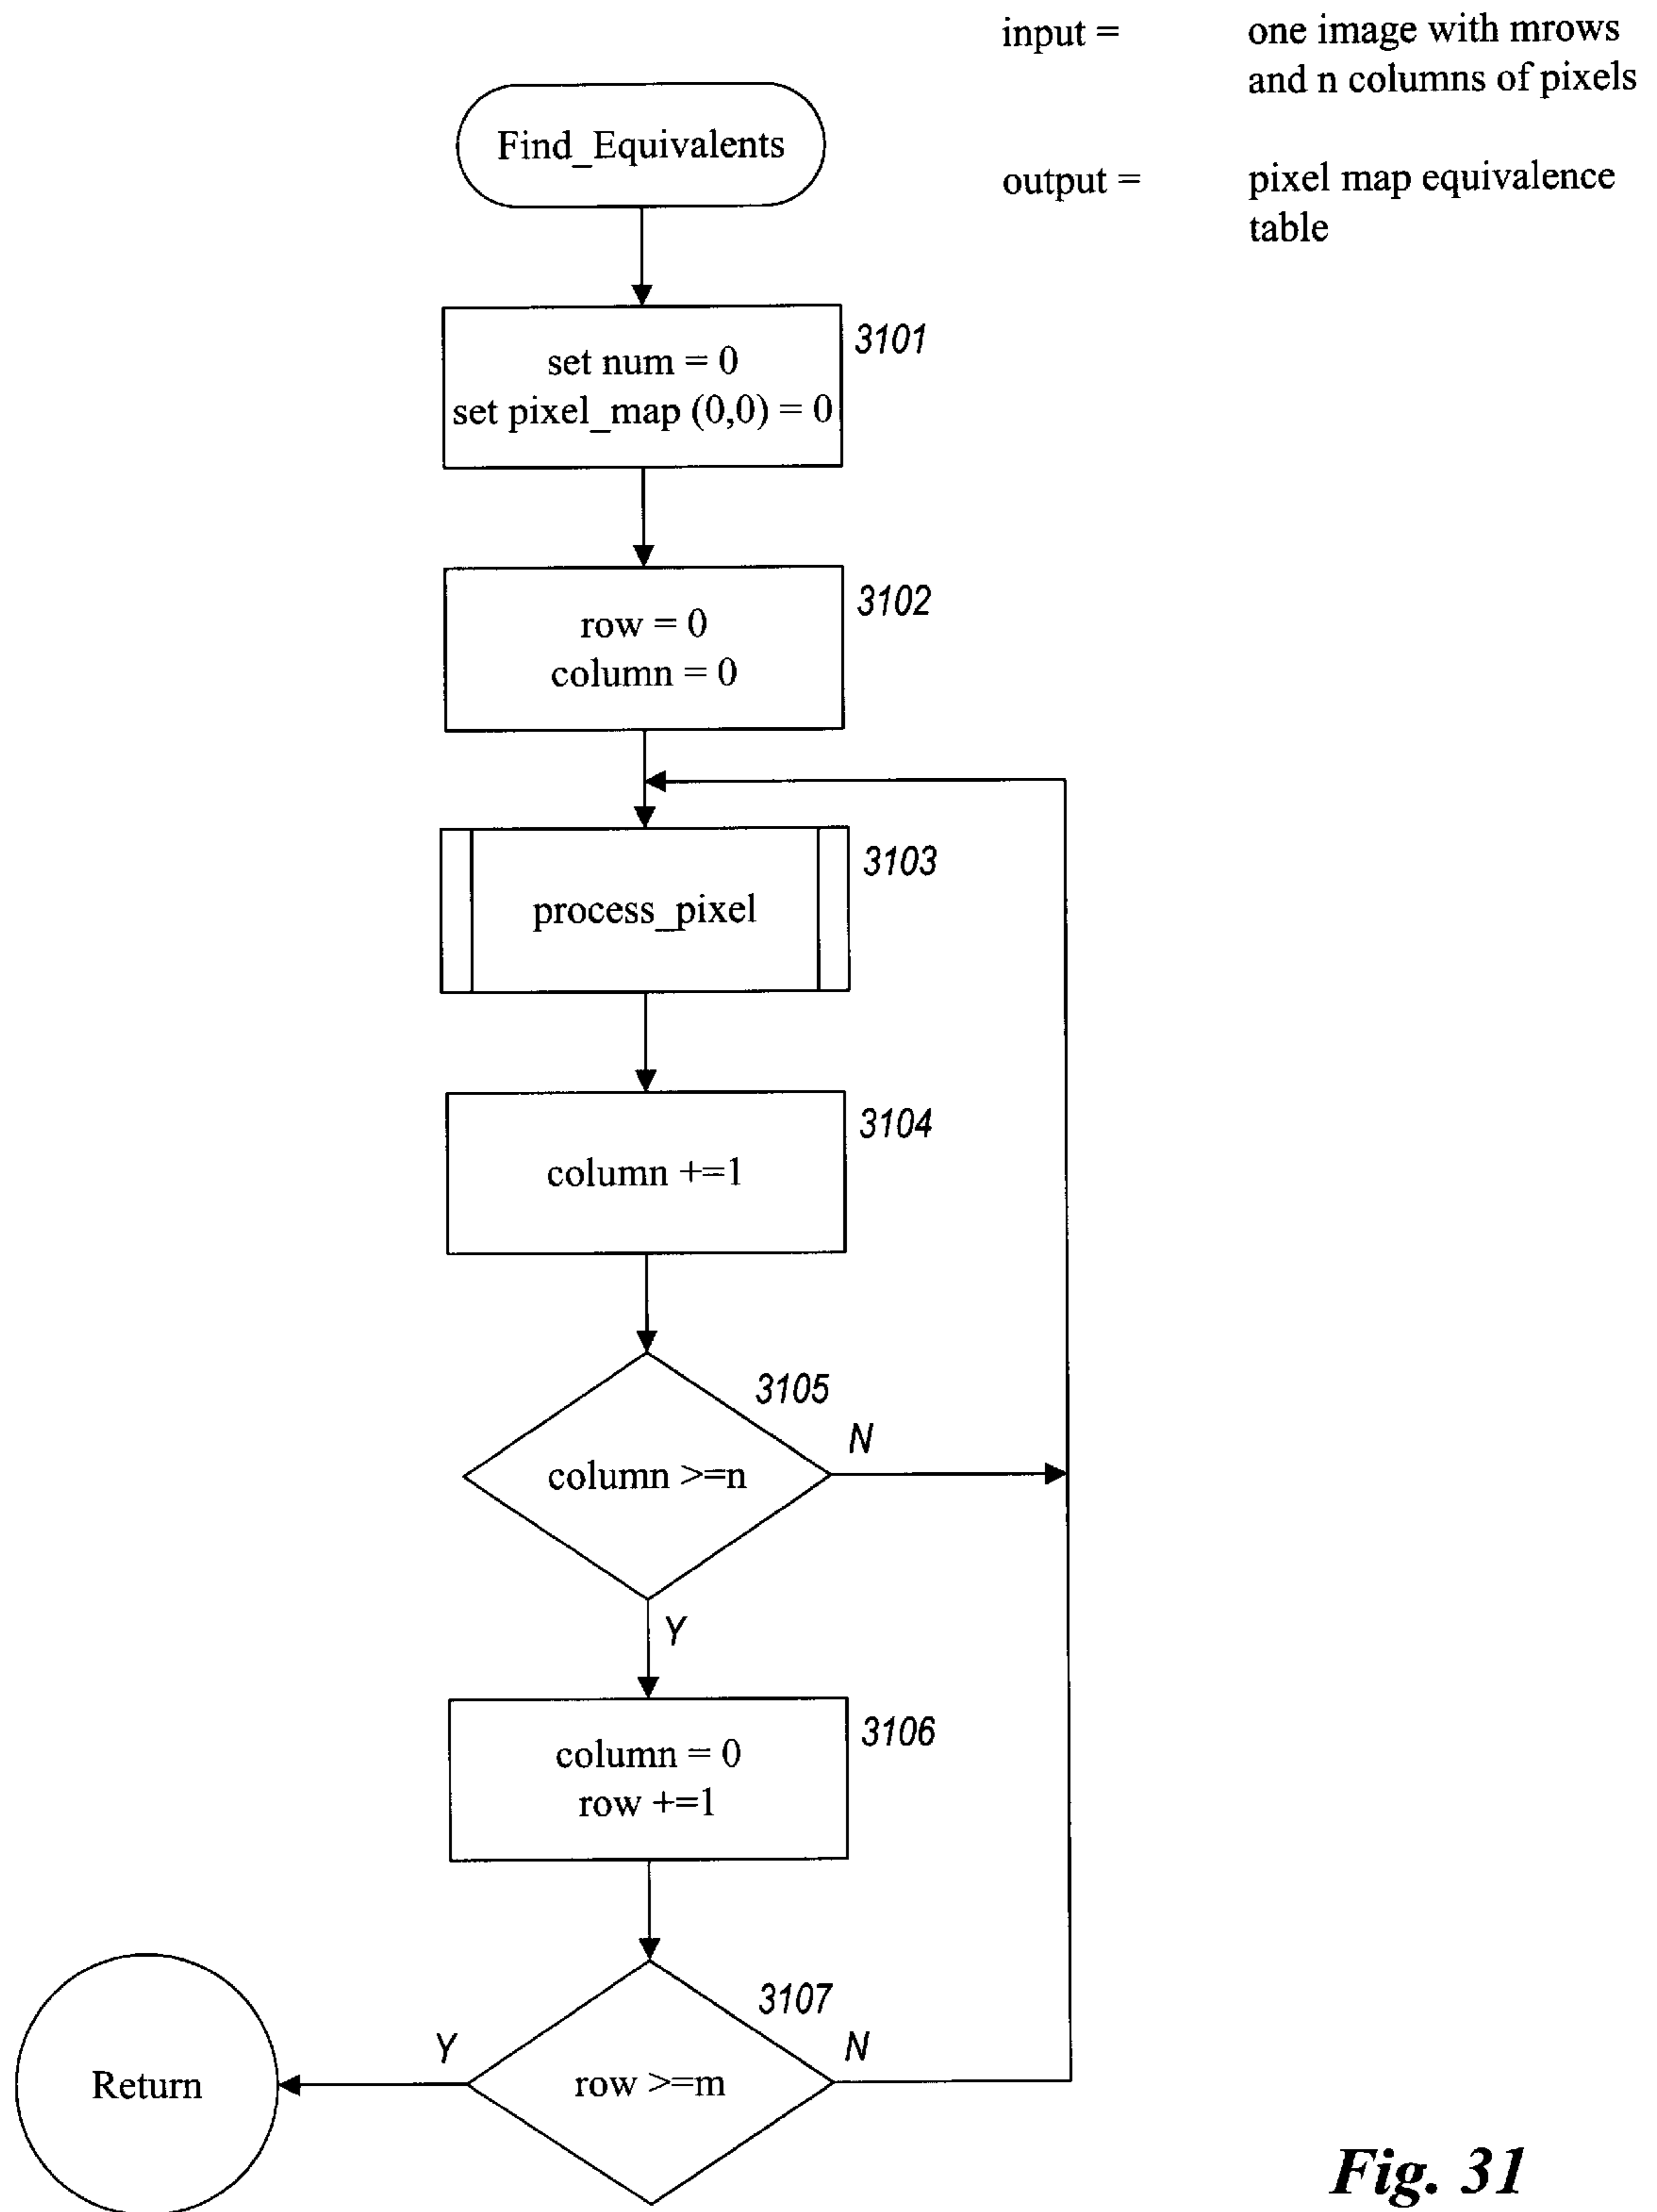 input = one image with mrows
and n columns of pixels
output = pixel map equivalence
table
Find_Equivalents
3101
set num = 0
set pixel_map (0,0) = 0
3102
row = 0
column = 0
3103
process_pixel
3104
column +=1
3105
column >=n
N
Y
3106
column = 0
row +=1
3107
row >=m
Y
N
Return
Fig. 31